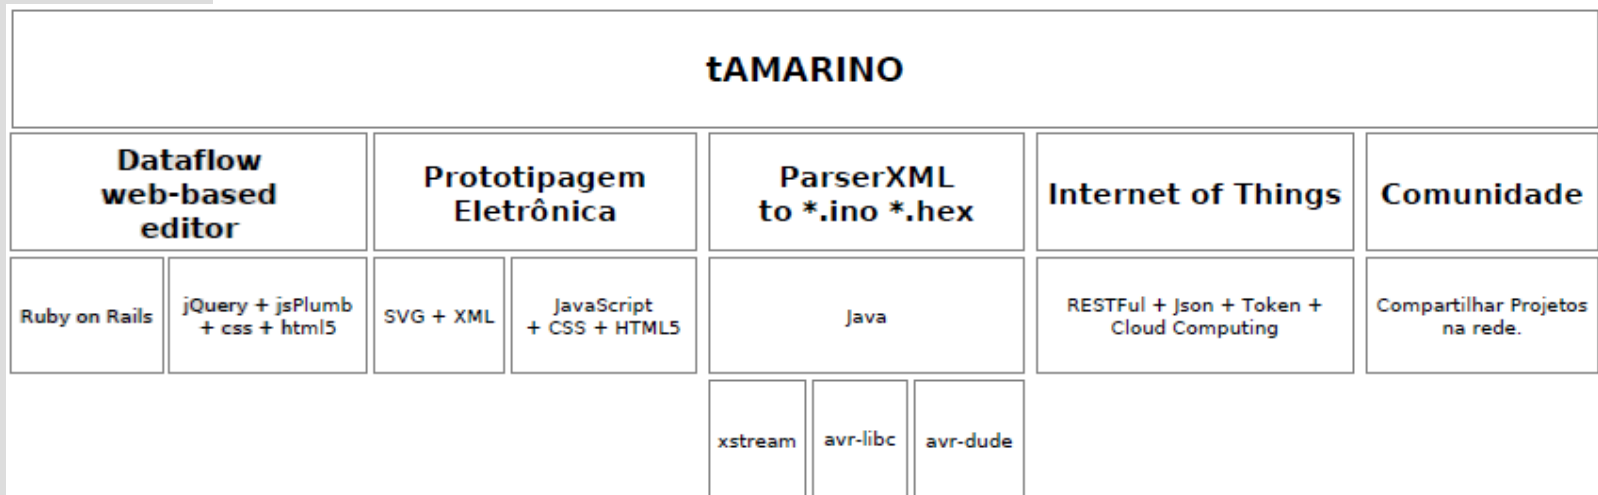 tAMARINO
Dataflow
web-based
editor
Prototipagem
Eletrônica
ParserXML
to *.ino *.hex
Internet of Things
Comunidade
Ruby on Rails
jQuery + jsPlumb
+ css + html5
SVG + XML
JavaScript
+ CSS + HTML5
Java
RESTFul + Json + Token +
Cloud Computing
Compartilhar Projetos
na rede.
xstream
avr-libc
avr-dude